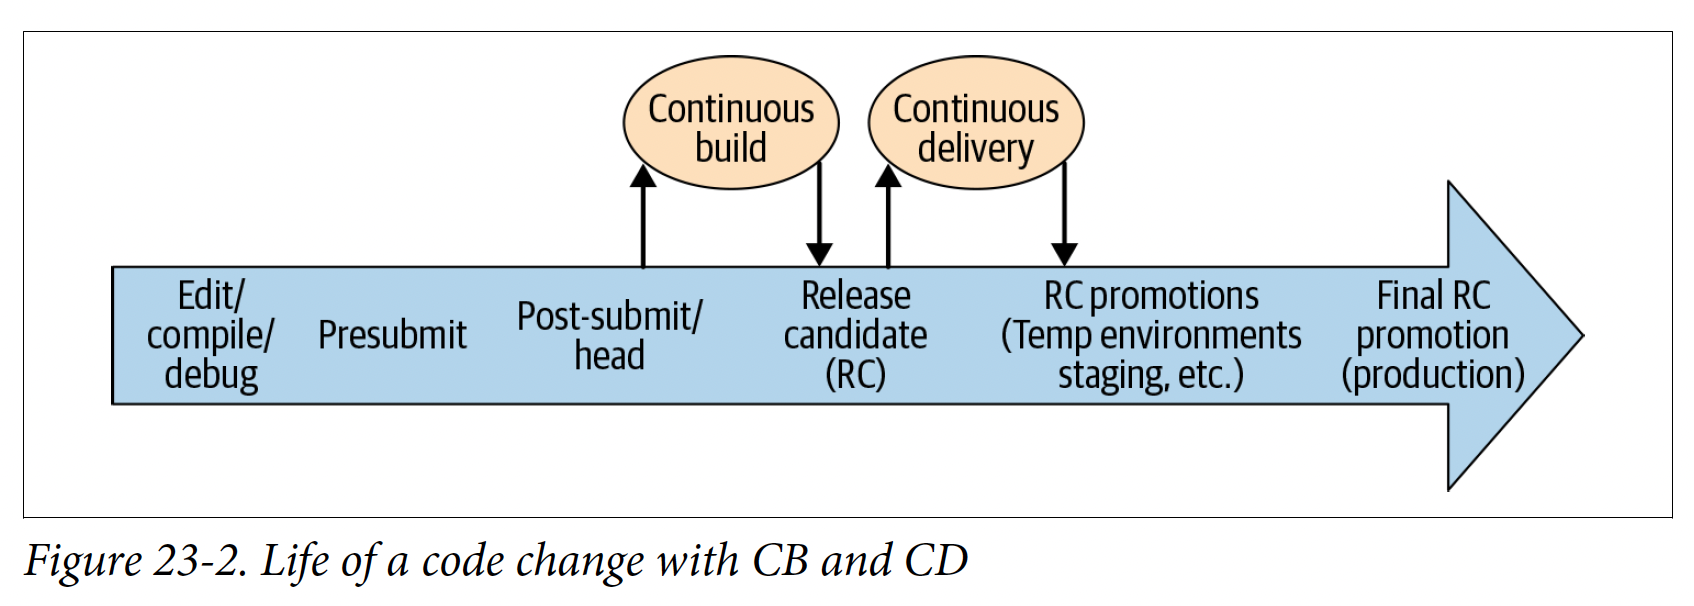 Continuous
build
Continuous
delivery
Edit/
compile/
debug
Presubmit
Post-submit/
head
Release
candidate
(RC)
RC promotions
(Temp environments
staging, etc.)
Final RC
promotion
(production)
Figure 23-2. Life of a code change with CB and CD